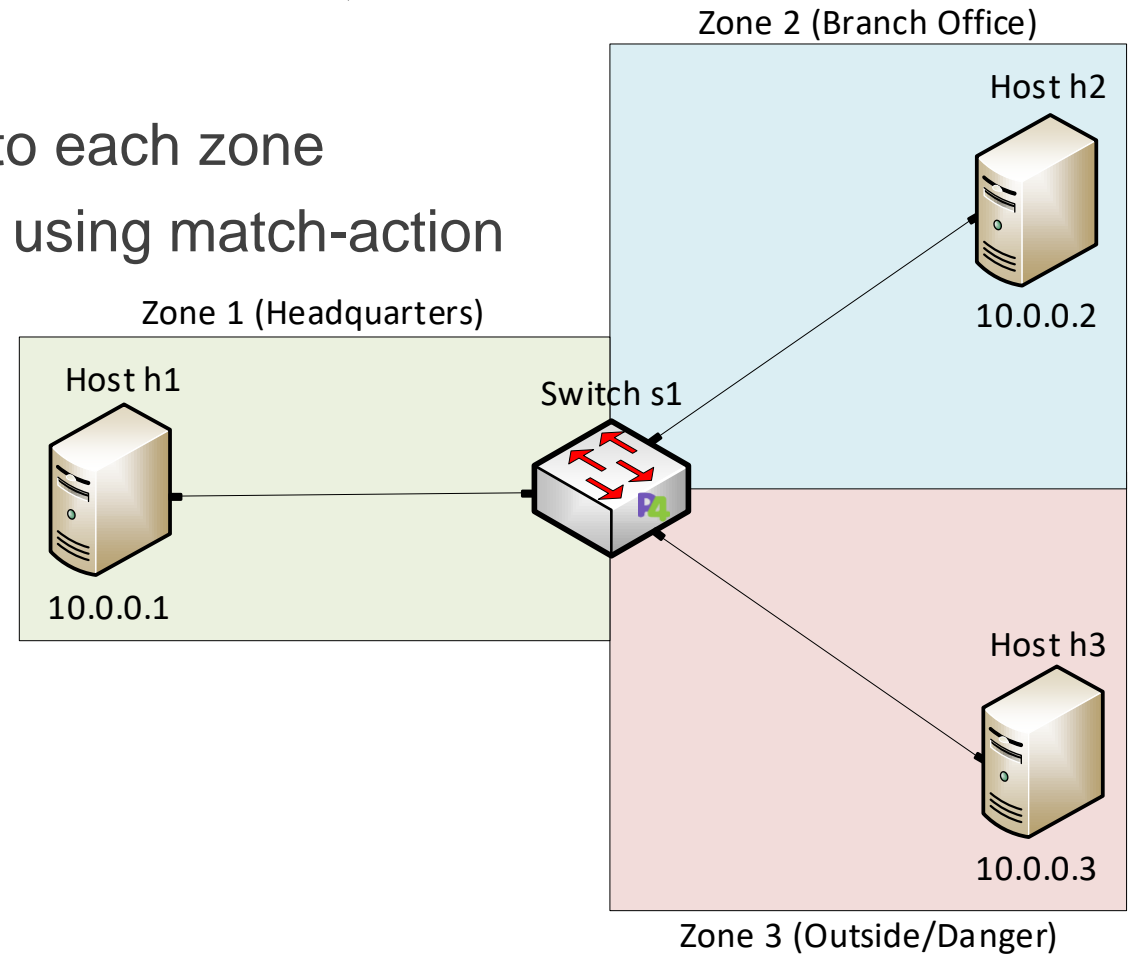 Zone 2 (Branch Office)
Host h2
to each zone
using match-action
10.0.0.2
Zone 1 (Headquarters)
Host h1
Switch s1
P4
10.0.0.1
Host h3
10.0.0.3
Zone 3 (Outside/Danger)